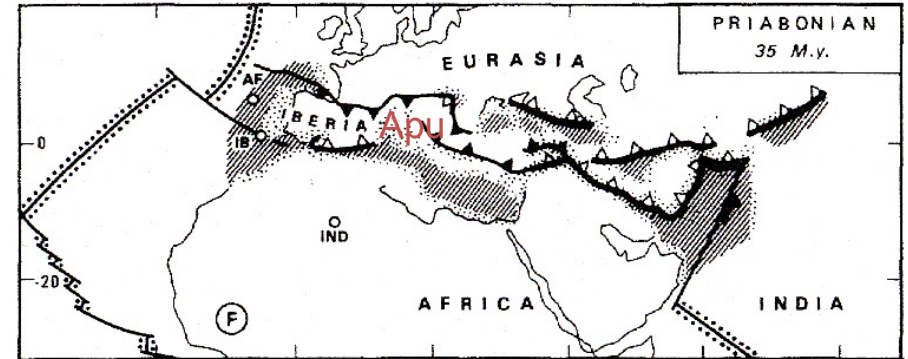 PRIABONIAN
35 M.y.
EURASIA
AF
IBERIA
Apu
IB
0
IND
-20
F
AFRICA
INDIA